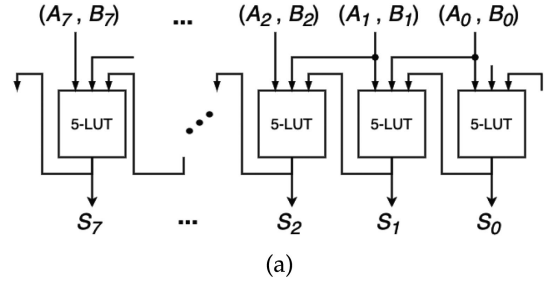 (A7 , B7) ... (A2 , B2) (A1 , B1) (A0 , B0)
5-LUT 5-LUT 5-LUT 5-LUT
S7 ... S2 S1 S0
(a)